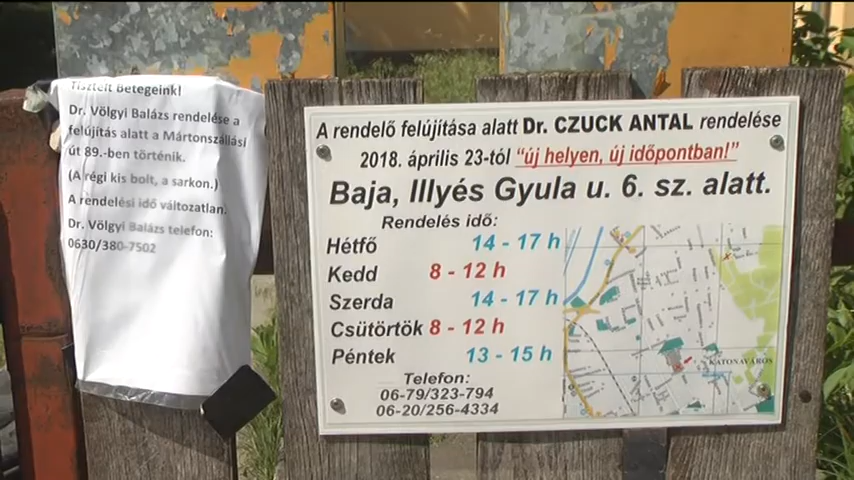 Tisztelt Betegeink!
Dr. Völgyi Balázs rendelése a
felújítás alatt a Mártonszállási
út 89.-ben történik.
(A régi kis bolt, a sarkon.)
A rendelési idő változatlan.
Dr. Völgyi Balázs telefon:
0630/380-7502
A rendelő felújítása alatt Dr. CZUCK ANTAL rendelése
2018. április 23-tól "új helyen, új időpontban!"
Baja, Illyés Gyula u. 6. sz. alatt.
Rendelés idő:
Hétfő 14 - 17 h
Kedd 8 - 12 h
Szerda 14 - 17 h
Csütörtök 8 - 12 h
Péntek 13 - 15 h
Telefon:
06-79/323-794
06-20/256-4334
KATONAVÁROS